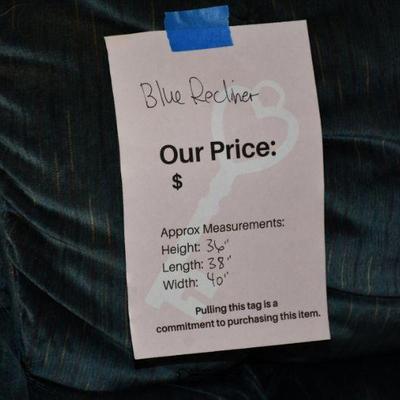 Blue Recliner
Our Price:
$
Approx Measurements:
Height: 36"
Length: 38"
Width: 40"
Pulling this tag is a
commitment to purchasing this item.